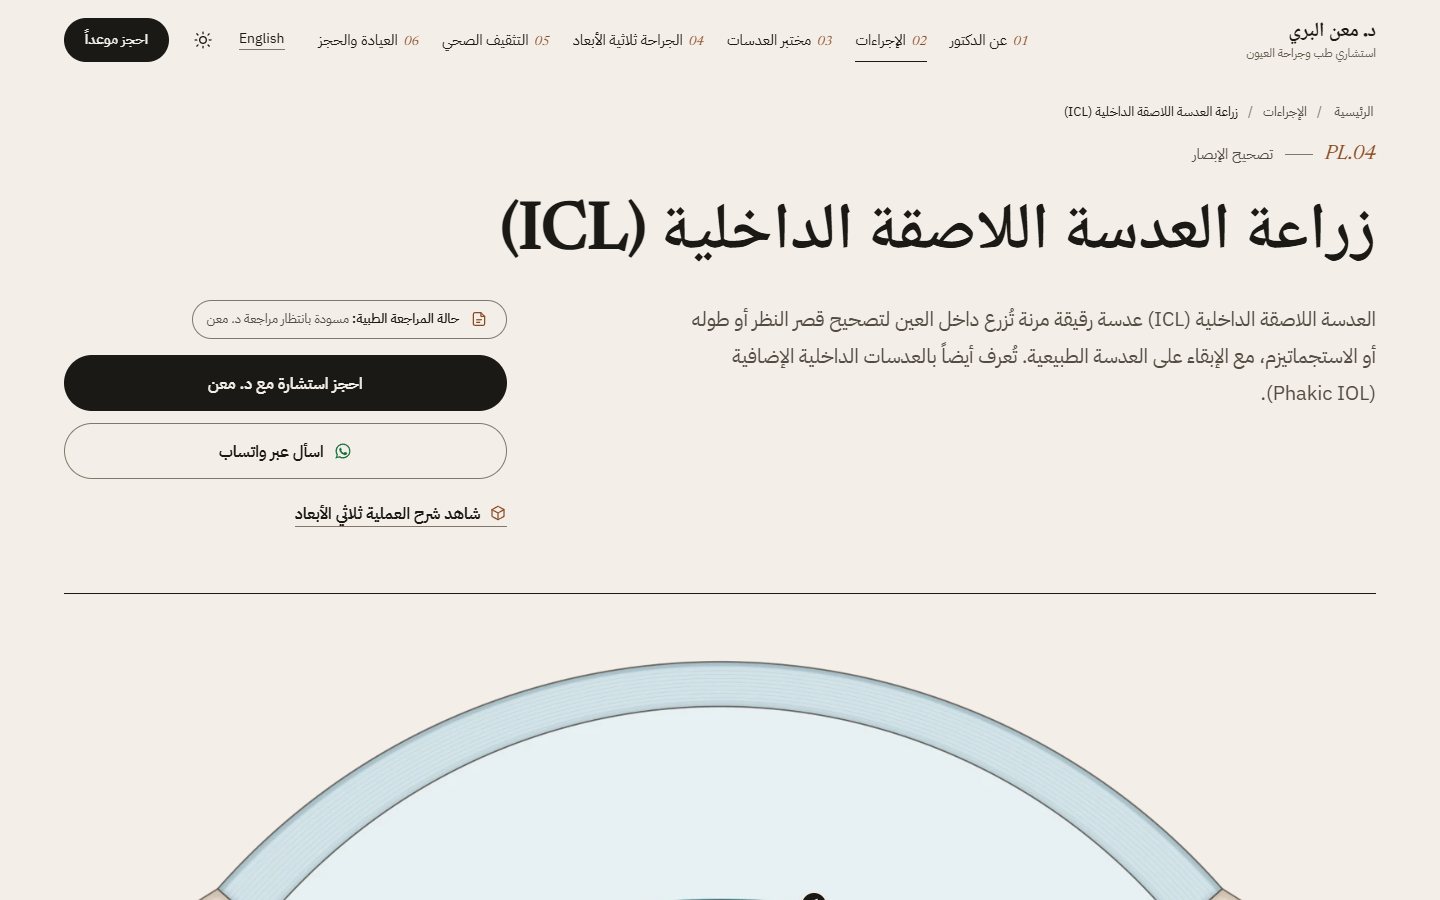 د. معن البري
استشاري طب وجراحة العيون
01 عن الدكتور
02 الإجراءات
03 مختبر العدسات
04 الجراحة ثلاثية الأبعاد
05 التثقيف الصحي
06 العيادة والحجز
English
احجز موعداً
الرئيسية / الإجراءات / زراعة العدسة اللاصقة الداخلية (ICL)
PL.04 — تصحيح الإبصار
زراعة العدسة اللاصقة الداخلية (ICL)
العدسة اللاصقة الداخلية (ICL) عدسة رقيقة مرنة تُزرع داخل العين لتصحيح قصر النظر أو طوله
أو الاستجماتيزم، مع الإبقاء على العدسة الطبيعية. تُعرف أيضاً بالعدسات الداخلية الإضافية
(Phakic IOL).
حالة المراجعة الطبية: مسودة بانتظار مراجعة د. معن
احجز استشارة مع د. معن
اسأل عبر واتساب
شاهد شرح العملية ثلاثي الأبعاد